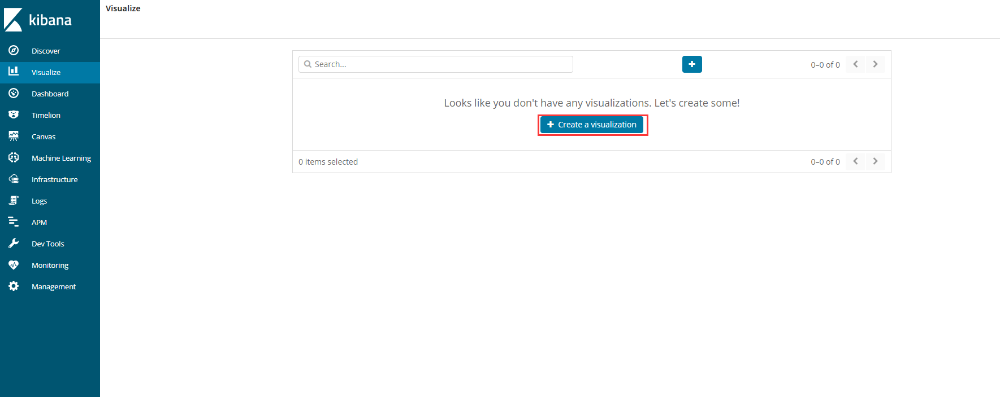 kibana
Discover
Visualize
Dashboard
Timelion
Canvas
Machine Learning
Infrastructure
Logs
APM
Dev Tools
Monitoring
Management
Visualize
Search...
0–0 of 0
Looks like you don't have any visualizations. Let's create some!
Create a visualization
0 items selected
0–0 of 0